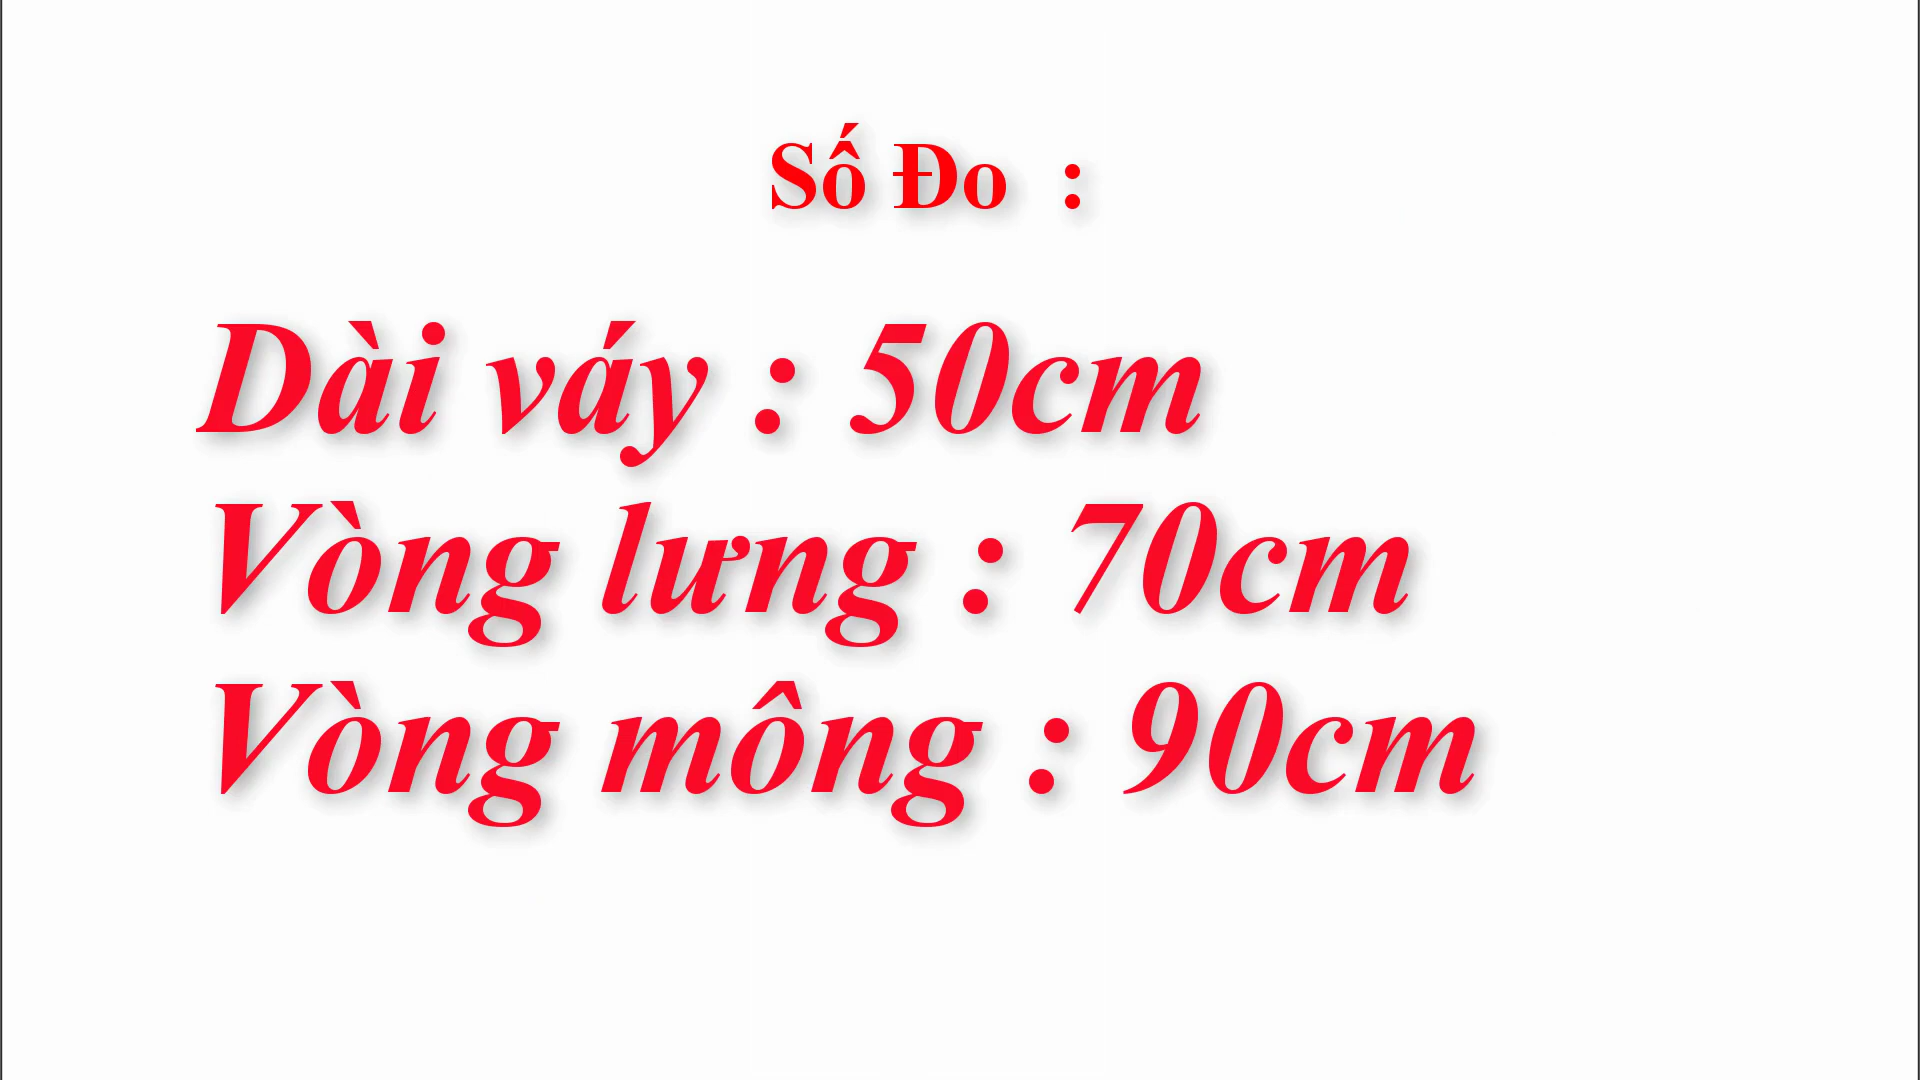 Số Đo :
Dài váy : 50cm
Vòng lưng : 70cm
Vòng mông : 90cm